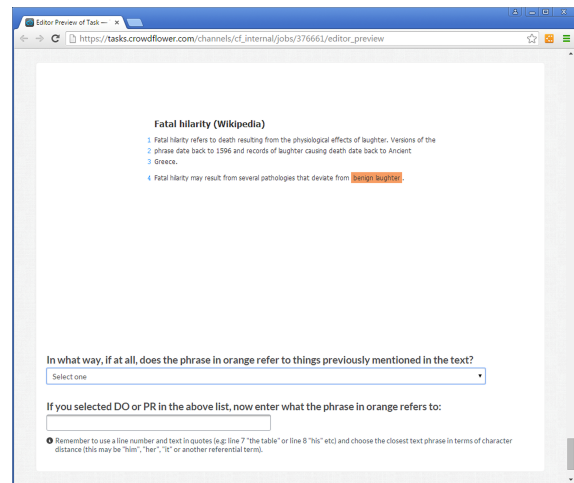 Editor Preview of Task —
https://tasks.crowdflower.com/channels/cf_internal/jobs/376661/editor_preview
Fatal hilarity (Wikipedia)
1 Fatal hilarity refers to death resulting from the physiological effects of laughter. Versions of the
2 phrase date back to 1596 and records of laughter causing death date back to Ancient
3 Greece.
4 Fatal hilarity may result from several pathologies that deviate from benign laughter.
In what way, if at all, does the phrase in orange refer to things previously mentioned in the text?
Select one
If you selected DO or PR in the above list, now enter what the phrase in orange refers to:
Remember to use a line number and text in quotes (e.g: line 7 "the table" or line 8 "his" etc) and choose the closest text phrase in terms of character
distance (this may be "him", "her", "it" or another referential term).